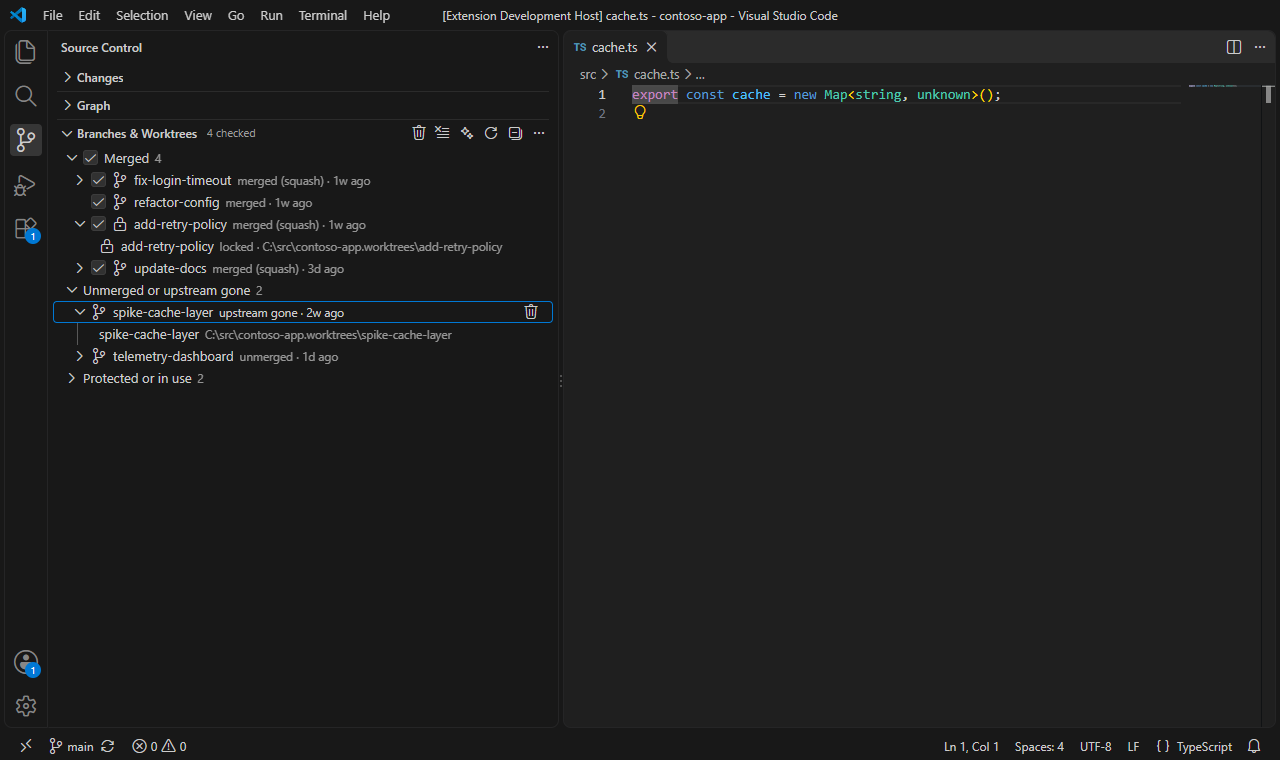 File Edit Selection View Go Run Terminal Help [Extension Development Host] cache.ts - contoso-app - Visual Studio Code
Source Control
Changes
Graph
Branches & Worktrees 4 checked
Merged 4
fix-login-timeout merged (squash) · 1w ago
refactor-config merged · 1w ago
add-retry-policy merged (squash) · 1w ago
add-retry-policy locked · C:\src\contoso-app.worktrees\add-retry-policy
update-docs merged (squash) · 3d ago
Unmerged or upstream gone 2
spike-cache-layer upstream gone · 2w ago
spike-cache-layer C:\src\contoso-app.worktrees\spike-cache-layer
telemetry-dashboard unmerged · 1d ago
Protected or in use 2
1
1
TS cache.ts
src > TS cache.ts > ...
1 export const cache = new Map<string, unknown>();
2
main 0 0 Ln 1, Col 1 Spaces: 4 UTF-8 LF { } TypeScript